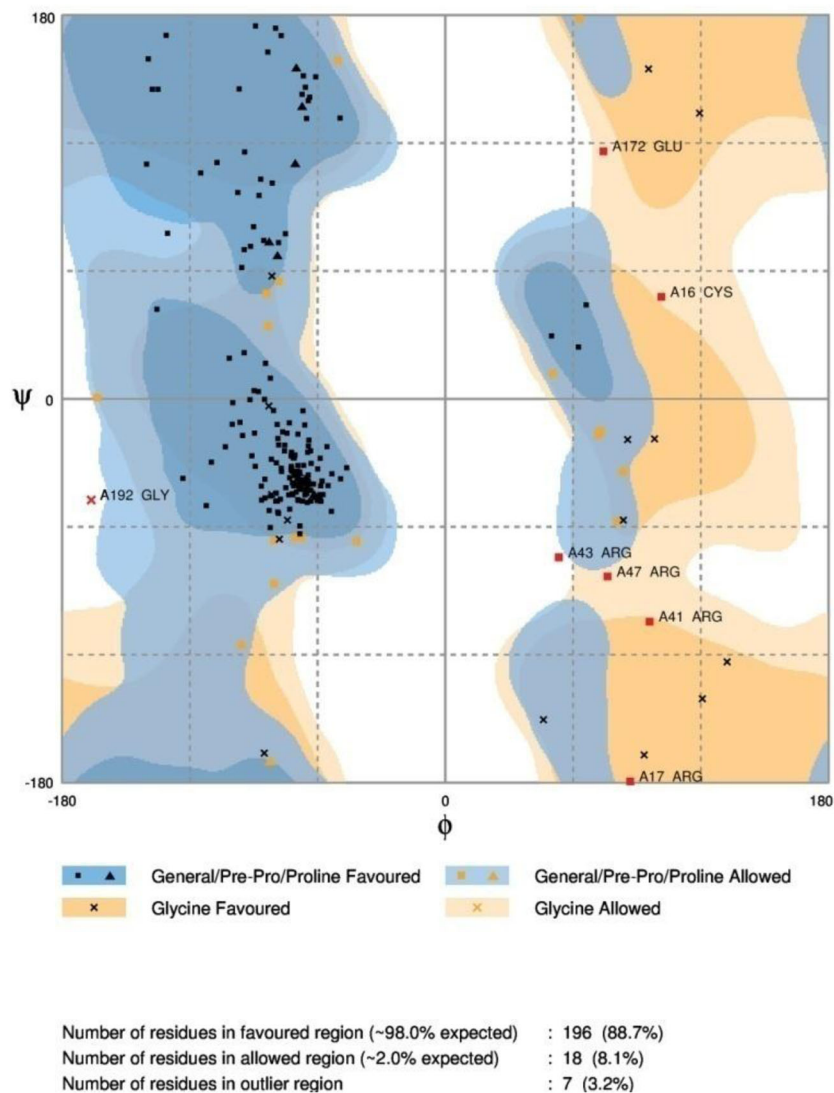 180
A172 GLU
A16 CYS
Ψ
0
A192 GLY
A43 ARG
A47 ARG
A41 ARG
A17 ARG
-180
-180 0 180
ϕ
General/Pre-Pro/Proline Favoured General/Pre-Pro/Proline Allowed
Glycine Favoured Glycine Allowed
Number of residues in favoured region (~98.0% expected) : 196 (88.7%)
Number of residues in allowed region (~2.0% expected) : 18 (8.1%)
Number of residues in outlier region : 7 (3.2%)